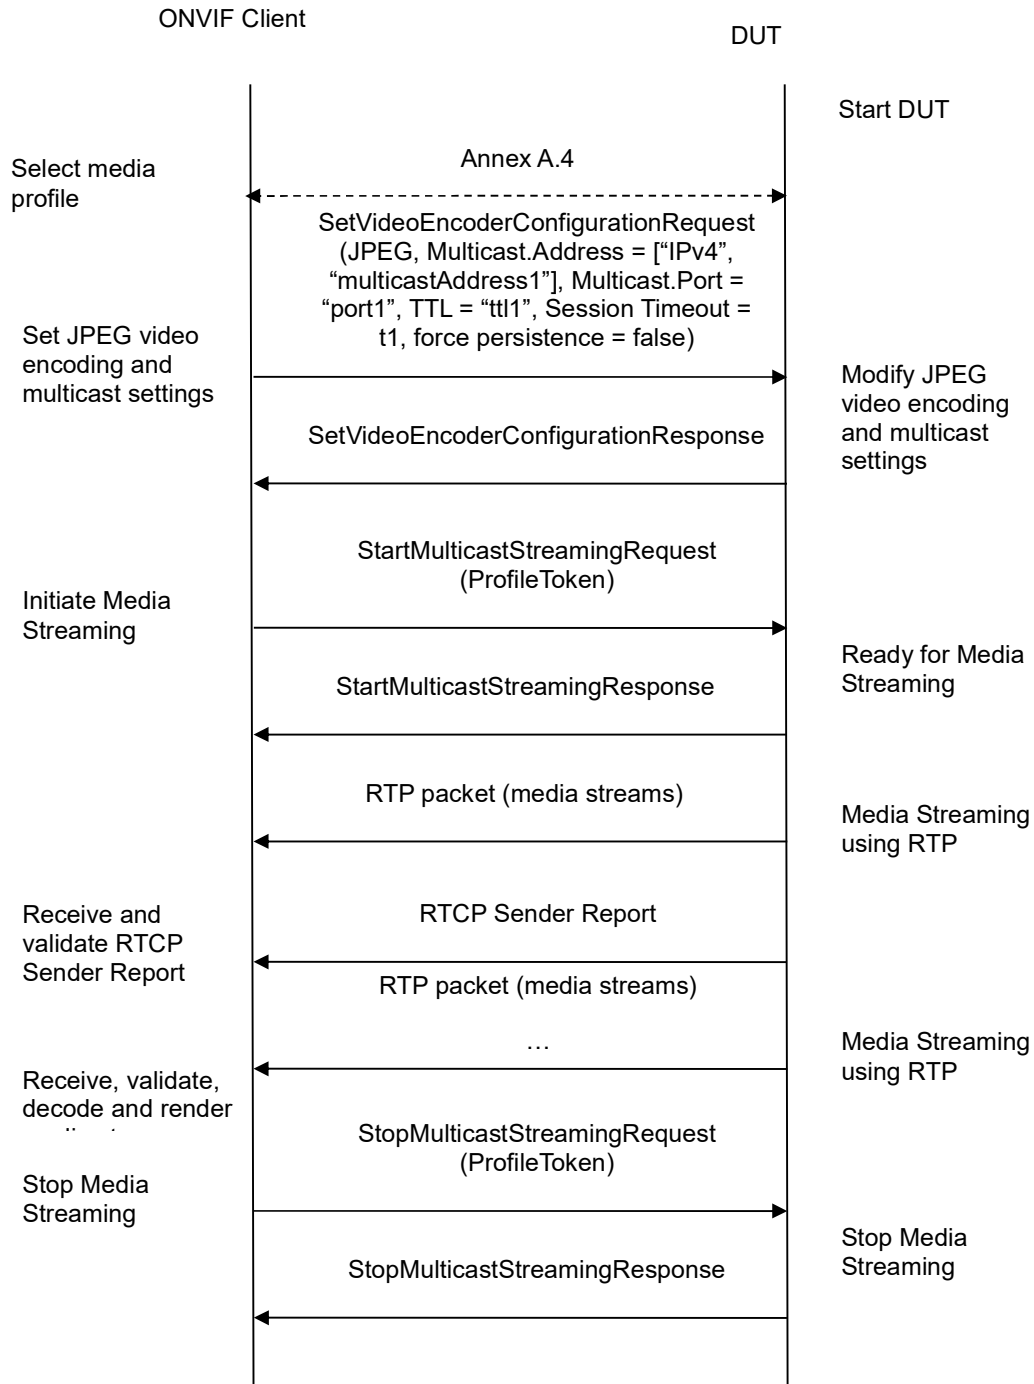 ONVIF Client
DUT
Start DUT
Select media
profile
Annex A.4
SetVideoEncoderConfigurationRequest
(JPEG, Multicast.Address = [“IPv4”,
“multicastAddress1”], Multicast.Port =
“port1”, TTL = “ttl1”, Session Timeout =
t1, force persistence = false)
Set JPEG video
encoding and
multicast settings
Modify JPEG
video encoding
and multicast
settings
SetVideoEncoderConfigurationResponse
StartMulticastStreamingRequest
(ProfileToken)
Initiate Media
Streaming
Ready for Media
Streaming
StartMulticastStreamingResponse
RTP packet (media streams)
Media Streaming
using RTP
Receive and
validate RTCP
Sender Report
RTCP Sender Report
RTP packet (media streams)
…
Media Streaming
using RTP
Receive, validate,
decode and render
StopMulticastStreamingRequest
(ProfileToken)
Stop Media
Streaming
Stop Media
Streaming
StopMulticastStreamingResponse